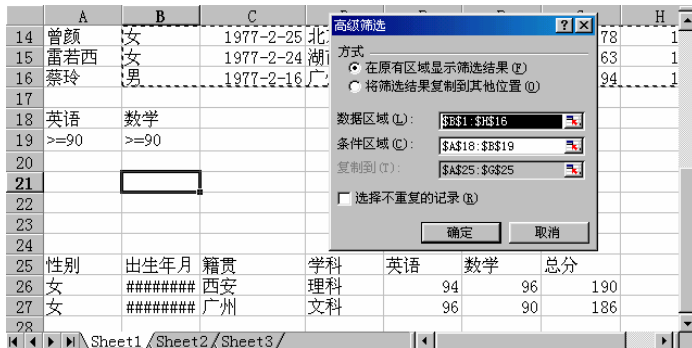 A B C H
14 曾颜 女 1977-2-25 北 78 1
15 雷若西 女 1977-2-24 湖 63 1
16 蔡玲 男 1977-2-16 广 94 1
17
18 英语 数学
19 >=90 >=90
20
21
22
23
24
25 性别 出生年月 籍贯 学科 英语 数学 总分
26 女 ######## 西安 理科 94 96 190
27 女 ######## 广州 文科 96 90 186
28
Sheet1 Sheet2 Sheet3
高级筛选
方式
在原有区域显示筛选结果(F)
将筛选结果复制到其他位置(O)
数据区域(L): $B$1:$H$16
条件区域(C): $A$18:$B$19
复制到(T): $A$25:$G$25
选择不重复的记录(R)
确定 取消